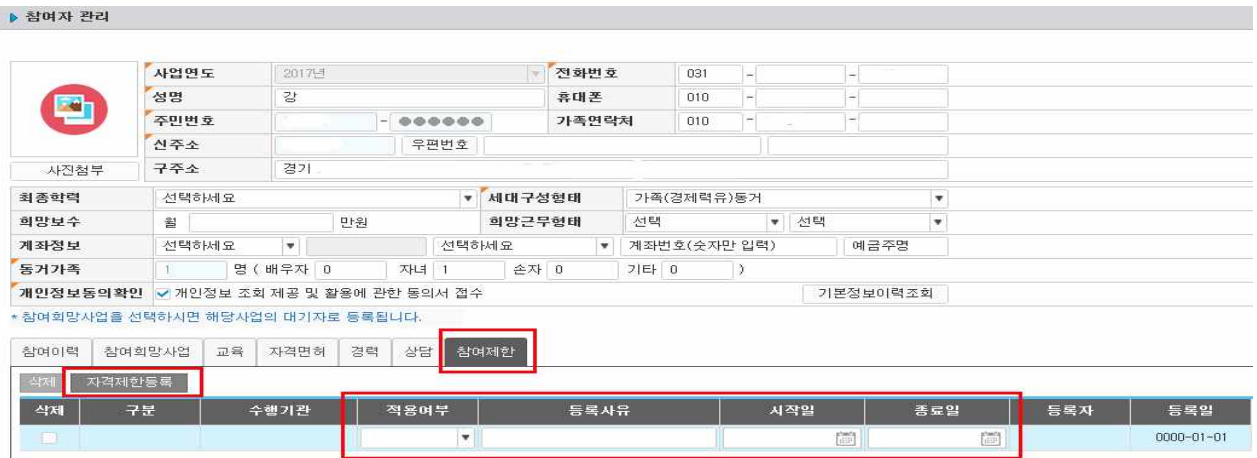 참여자 관리
사업연도 2017년 전화번호 031 - -
성명 강 휴대폰 010 - -
주민번호 - ●●●●●● 가족연락처 010 - -
신주소 우편번호
사진첨부 구주소 경기
최종학력 선택하세요 세대구성형태 가족(경제력유)동거
희망보수 월 만원 희망근무형태 선택 선택
계좌정보 선택하세요 선택하세요 계좌번호(숫자만 입력) 예금주명
동거가족 1 명 ( 배우자 0 자녀 1 손자 0 기타 0 )
개인정보동의확인 개인정보 조회 제공 및 활용에 관한 동의서 접수 기본정보이력조회
* 참여희망사업을 선택하시면 해당사업의 대기자로 등록됩니다.
참여이력 참여희망사업 교육 자격면허 경력 상담 참여제한
삭제 자격제한등록
삭제 구분 수행기관 적용여부 등록사유 시작일 종료일 등록자 등록일
0000-01-01